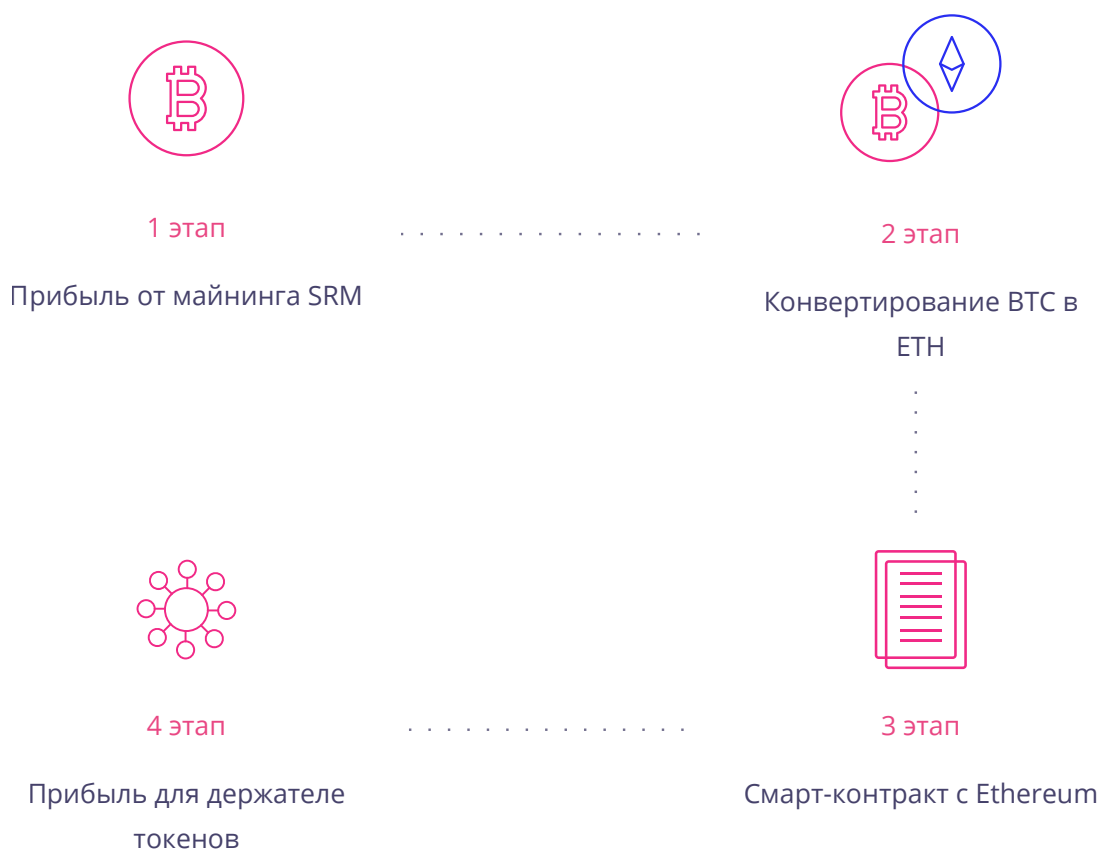 1 этап
Прибыль от майнинга SRM
2 этап
Конвертирование BTC в
ETH
3 этап
Смарт-контракт с Ethereum
4 этап
Прибыль для держателе
токенов